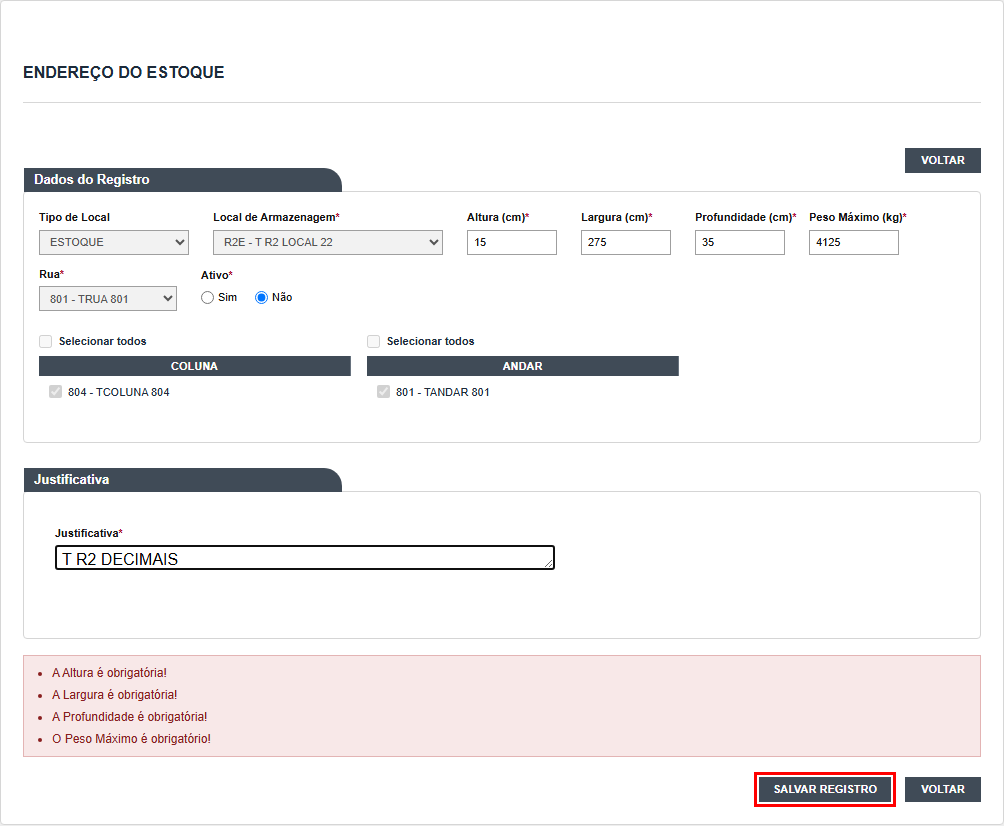 ENDEREÇO DO ESTOQUE
VOLTAR
Dados do Registro
Tipo de Local Local de Armazenagem* Altura (cm)* Largura (cm)* Profundidade (cm)* Peso Máximo (kg)*
ESTOQUE R2E - T R2 LOCAL 22 15 275 35 4125
Rua* Ativo*
801 - TRUA 801 Sim Não
Selecionar todos Selecionar todos
COLUNA ANDAR
804 - TCOLUNA 804 801 - TANDAR 801
Justificativa
Justificativa*
T R2 DECIMAIS
A Altura é obrigatória!
A Largura é obrigatória!
A Profundidade é obrigatória!
O Peso Máximo é obrigatório!
SALVAR REGISTRO VOLTAR